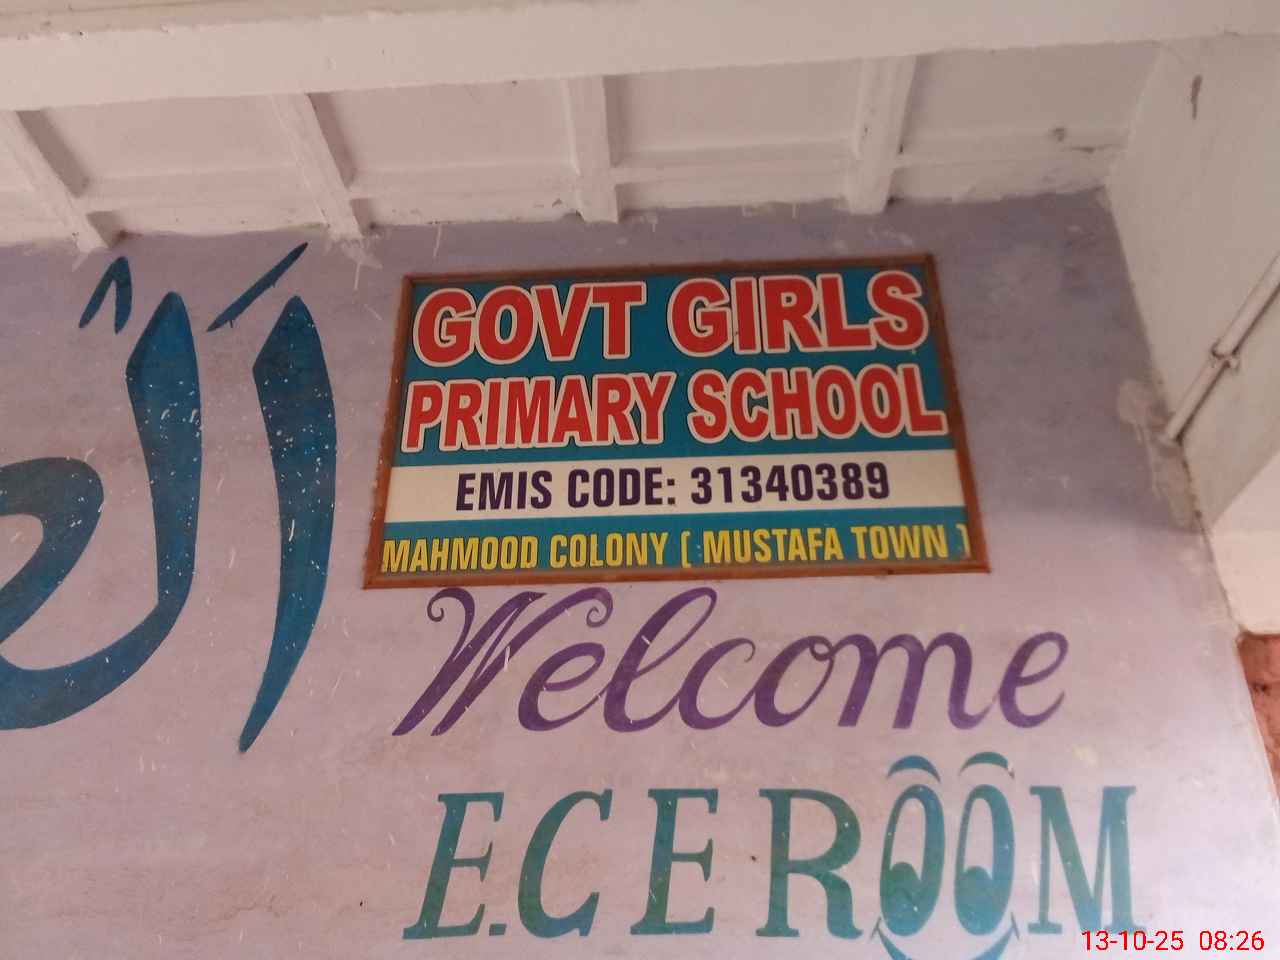 GOVT GIRLS
PRIMARY SCHOOL
EMIS CODE: 31340389
MAHMOOD COLONY [ MUSTAFA TOWN ]
Welcome
E.C E ROOM
13-10-25 08:26